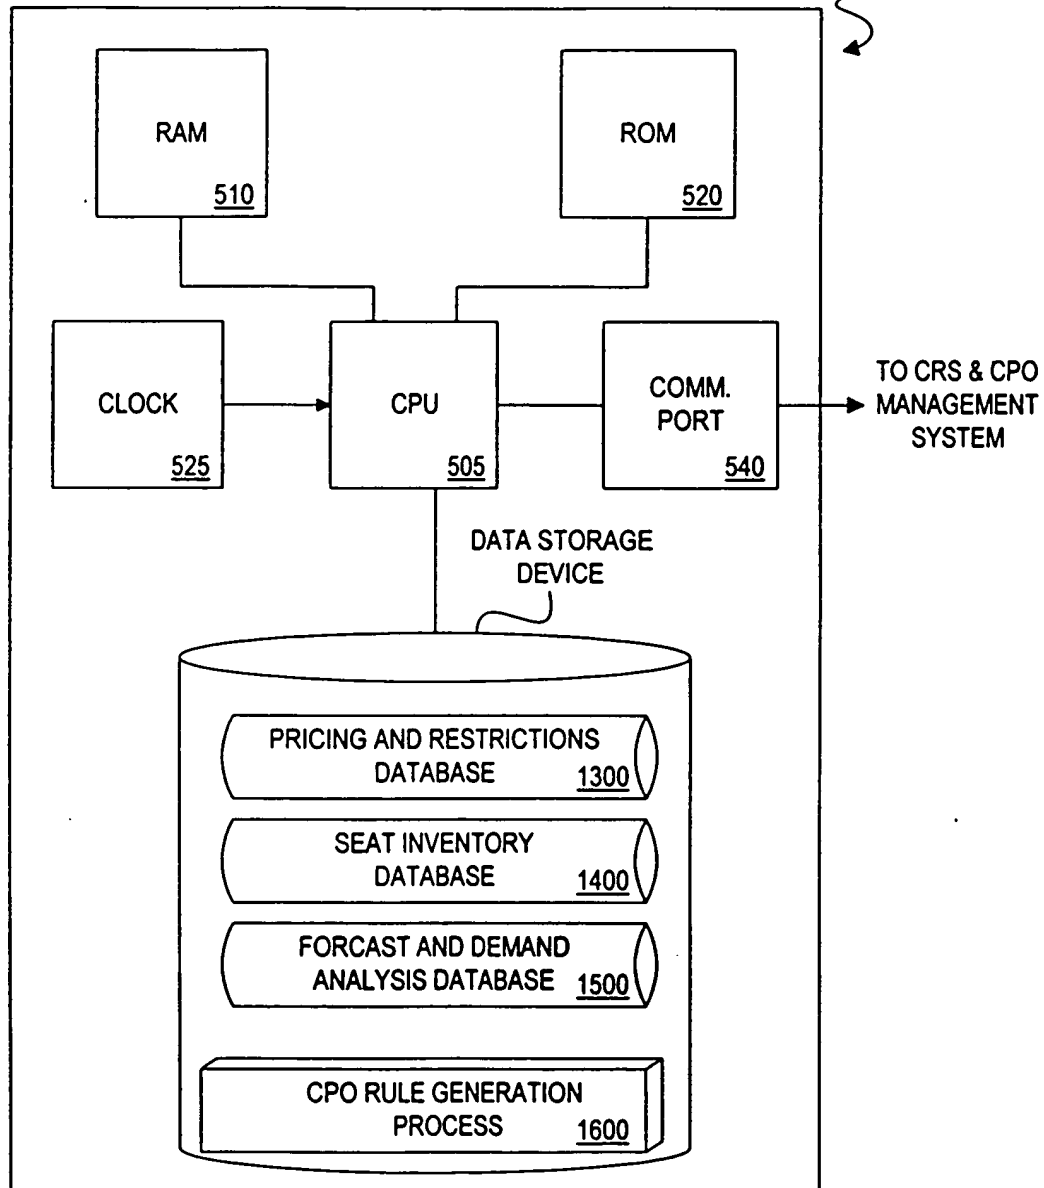 RAM
510
ROM
520
CLOCK
525
CPU
505
COMM.
PORT
540
TO CRS & CPO
MANAGEMENT
SYSTEM
DATA STORAGE
DEVICE
PRICING AND RESTRICTIONS
DATABASE 1300
SEAT INVENTORY
DATABASE 1400
FORCAST AND DEMAND
ANALYSIS DATABASE 1500
CPO RULE GENERATION
PROCESS 1600